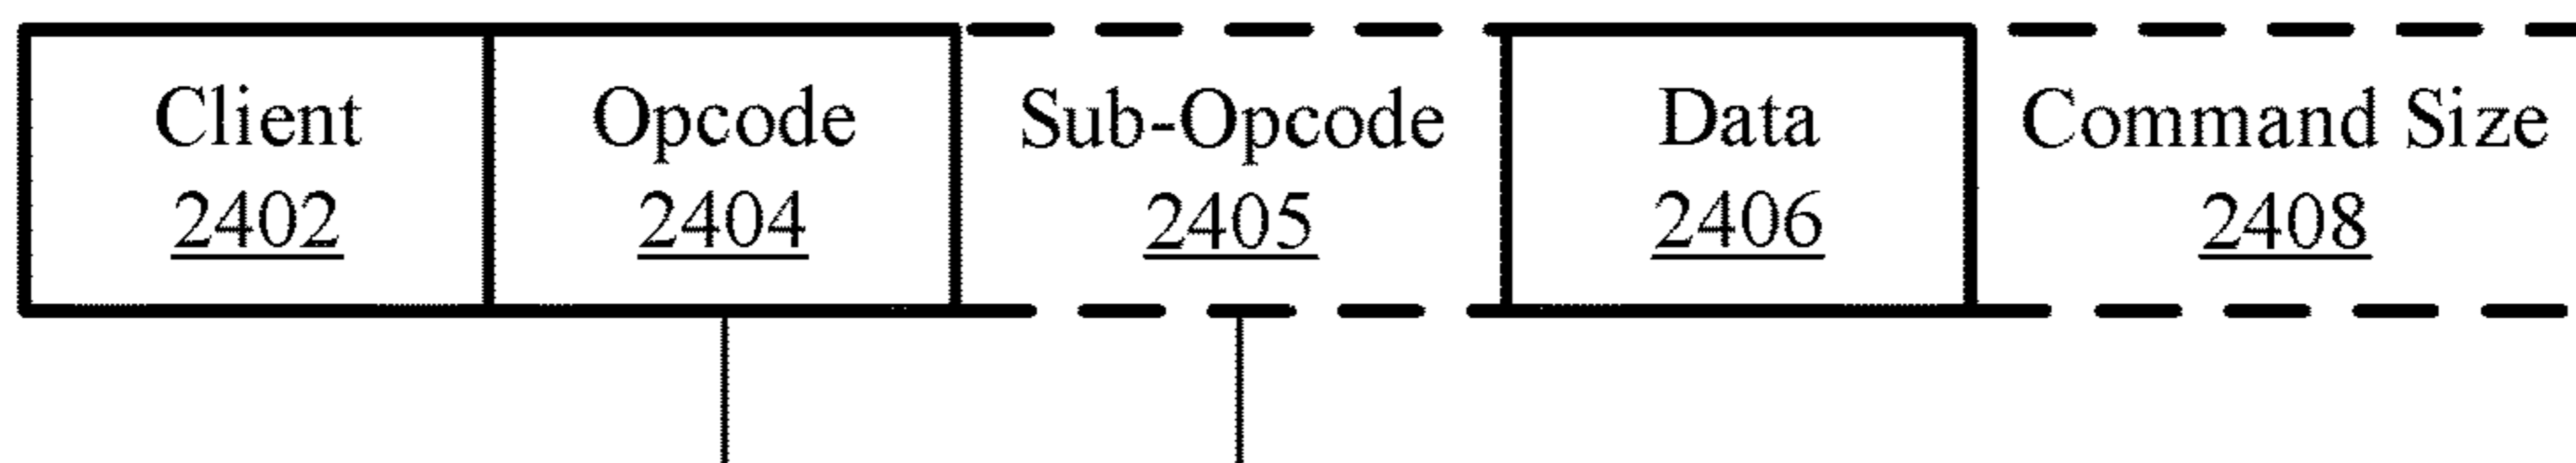 Client Opcode Sub-Opcode Data Command Size
2402 2404 2405 2406 2408